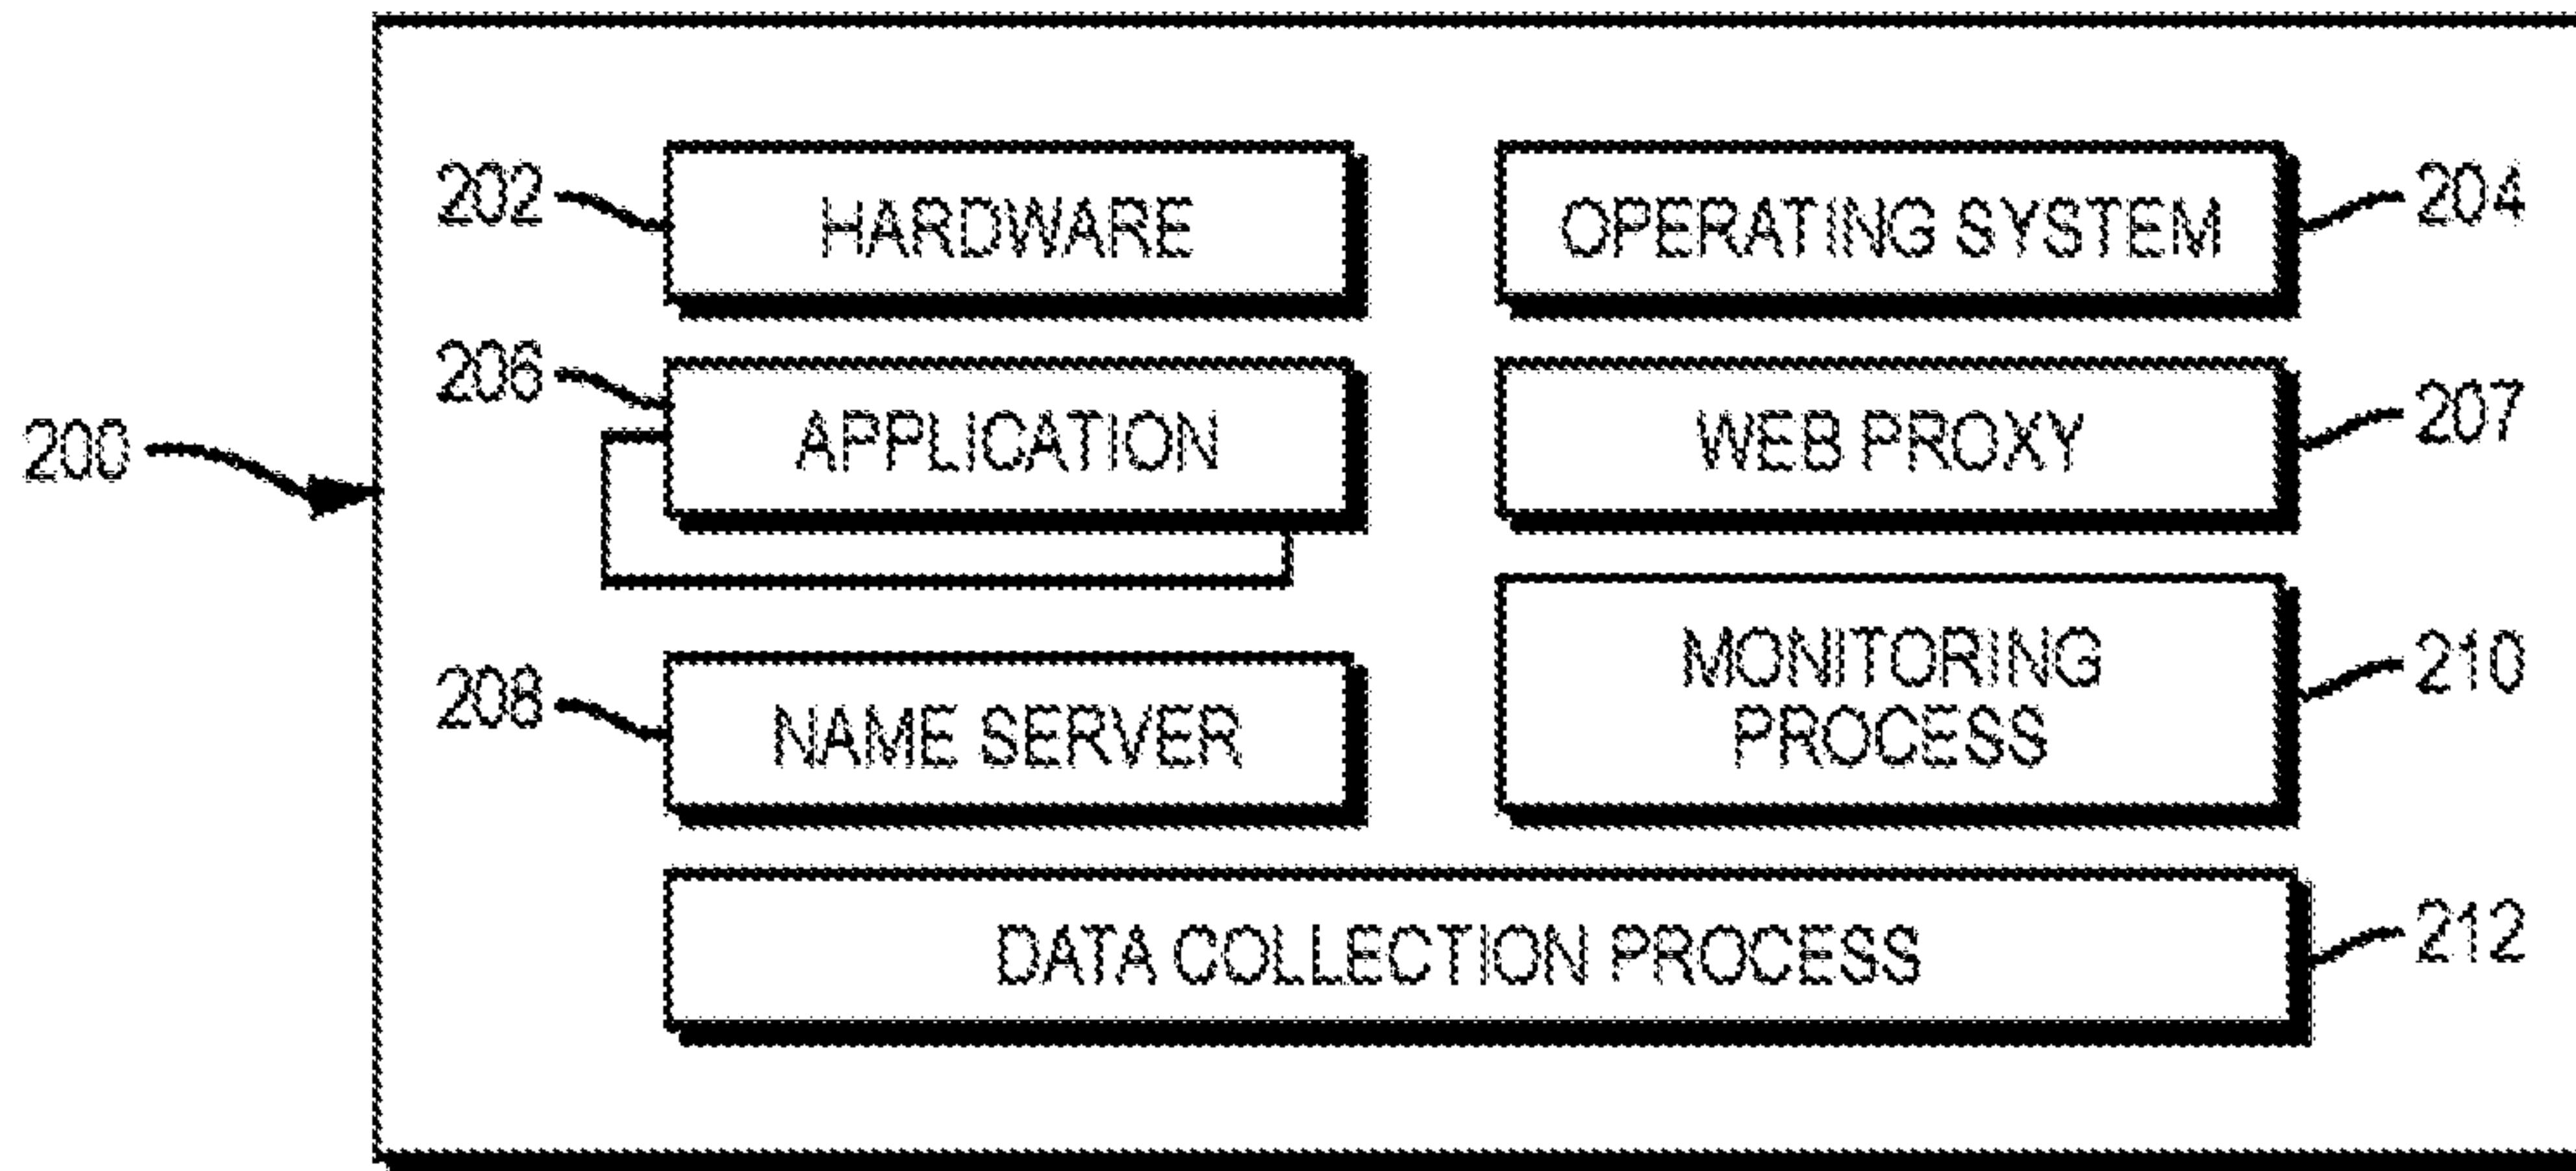 202 HARDWARE OPERATING SYSTEM 204
206 APPLICATION WEB PROXY 207
200
208 NAME SERVER MONITORING PROCESS 210
DATA COLLECTION PROCESS 212